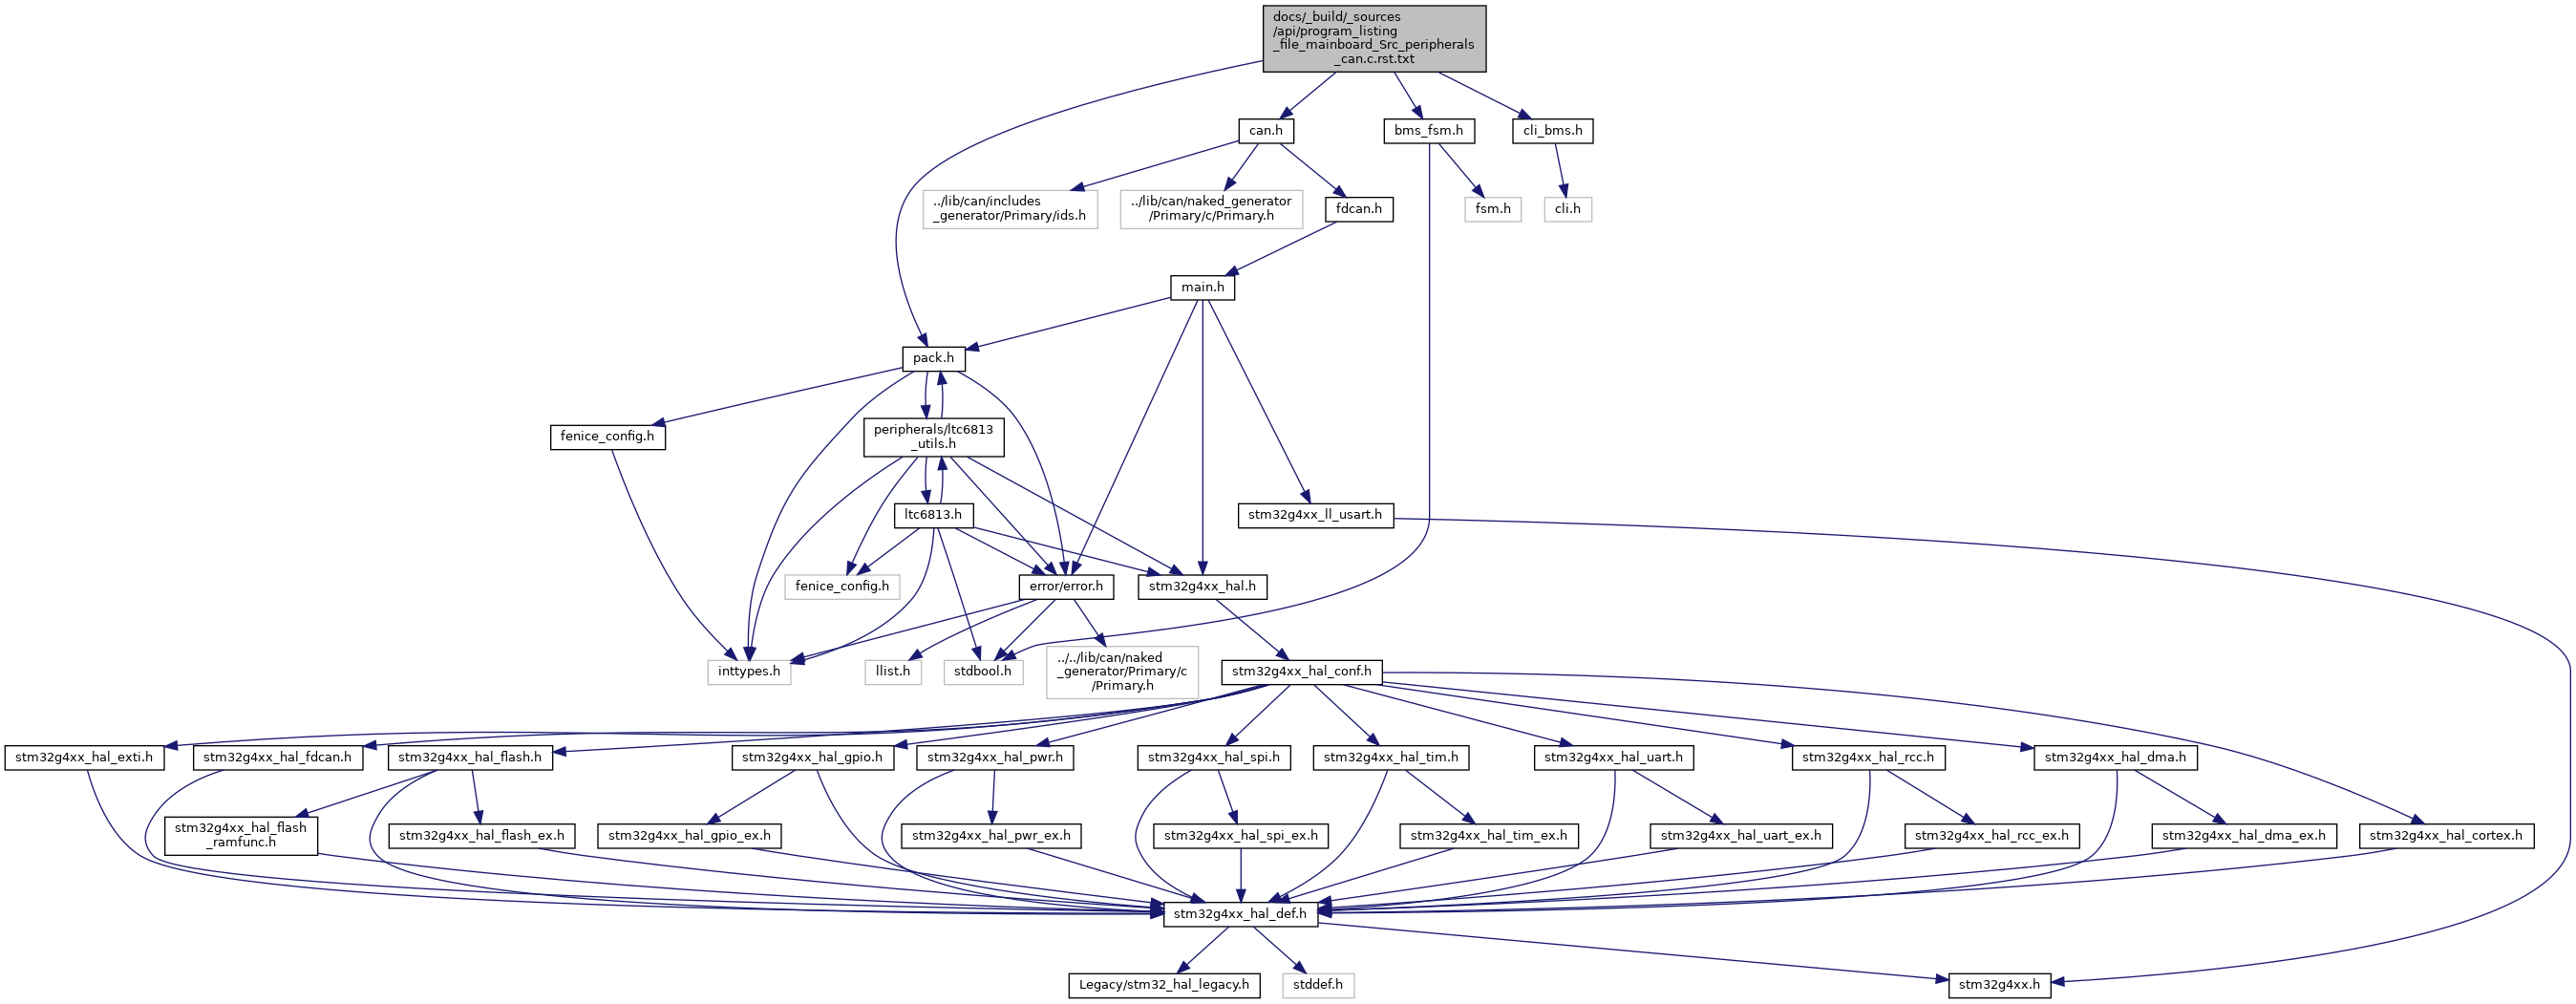 docs/_build/_sources
/api/program_listing
_file_mainboard_Src_peripherals
_can.c.rst.txt
can.h
bms_fsm.h
cli_bms.h
../lib/can/includes
_generator/Primary/ids.h
../lib/can/naked_generator
/Primary/c/Primary.h
fdcan.h
fsm.h
cli.h
main.h
pack.h
fenice_config.h
peripherals/ltc6813
_utils.h
ltc6813.h
stm32g4xx_ll_usart.h
fenice_config.h
error/error.h
stm32g4xx_hal.h
inttypes.h
llist.h
stdbool.h
../../lib/can/naked
_generator/Primary/c
/Primary.h
stm32g4xx_hal_conf.h
stm32g4xx_hal_exti.h
stm32g4xx_hal_fdcan.h
stm32g4xx_hal_flash.h
stm32g4xx_hal_gpio.h
stm32g4xx_hal_pwr.h
stm32g4xx_hal_spi.h
stm32g4xx_hal_tim.h
stm32g4xx_hal_uart.h
stm32g4xx_hal_rcc.h
stm32g4xx_hal_dma.h
stm32g4xx_hal_flash
_ramfunc.h
stm32g4xx_hal_flash_ex.h
stm32g4xx_hal_gpio_ex.h
stm32g4xx_hal_pwr_ex.h
stm32g4xx_hal_spi_ex.h
stm32g4xx_hal_tim_ex.h
stm32g4xx_hal_uart_ex.h
stm32g4xx_hal_rcc_ex.h
stm32g4xx_hal_dma_ex.h
stm32g4xx_hal_cortex.h
stm32g4xx_hal_def.h
Legacy/stm32_hal_legacy.h
stddef.h
stm32g4xx.h